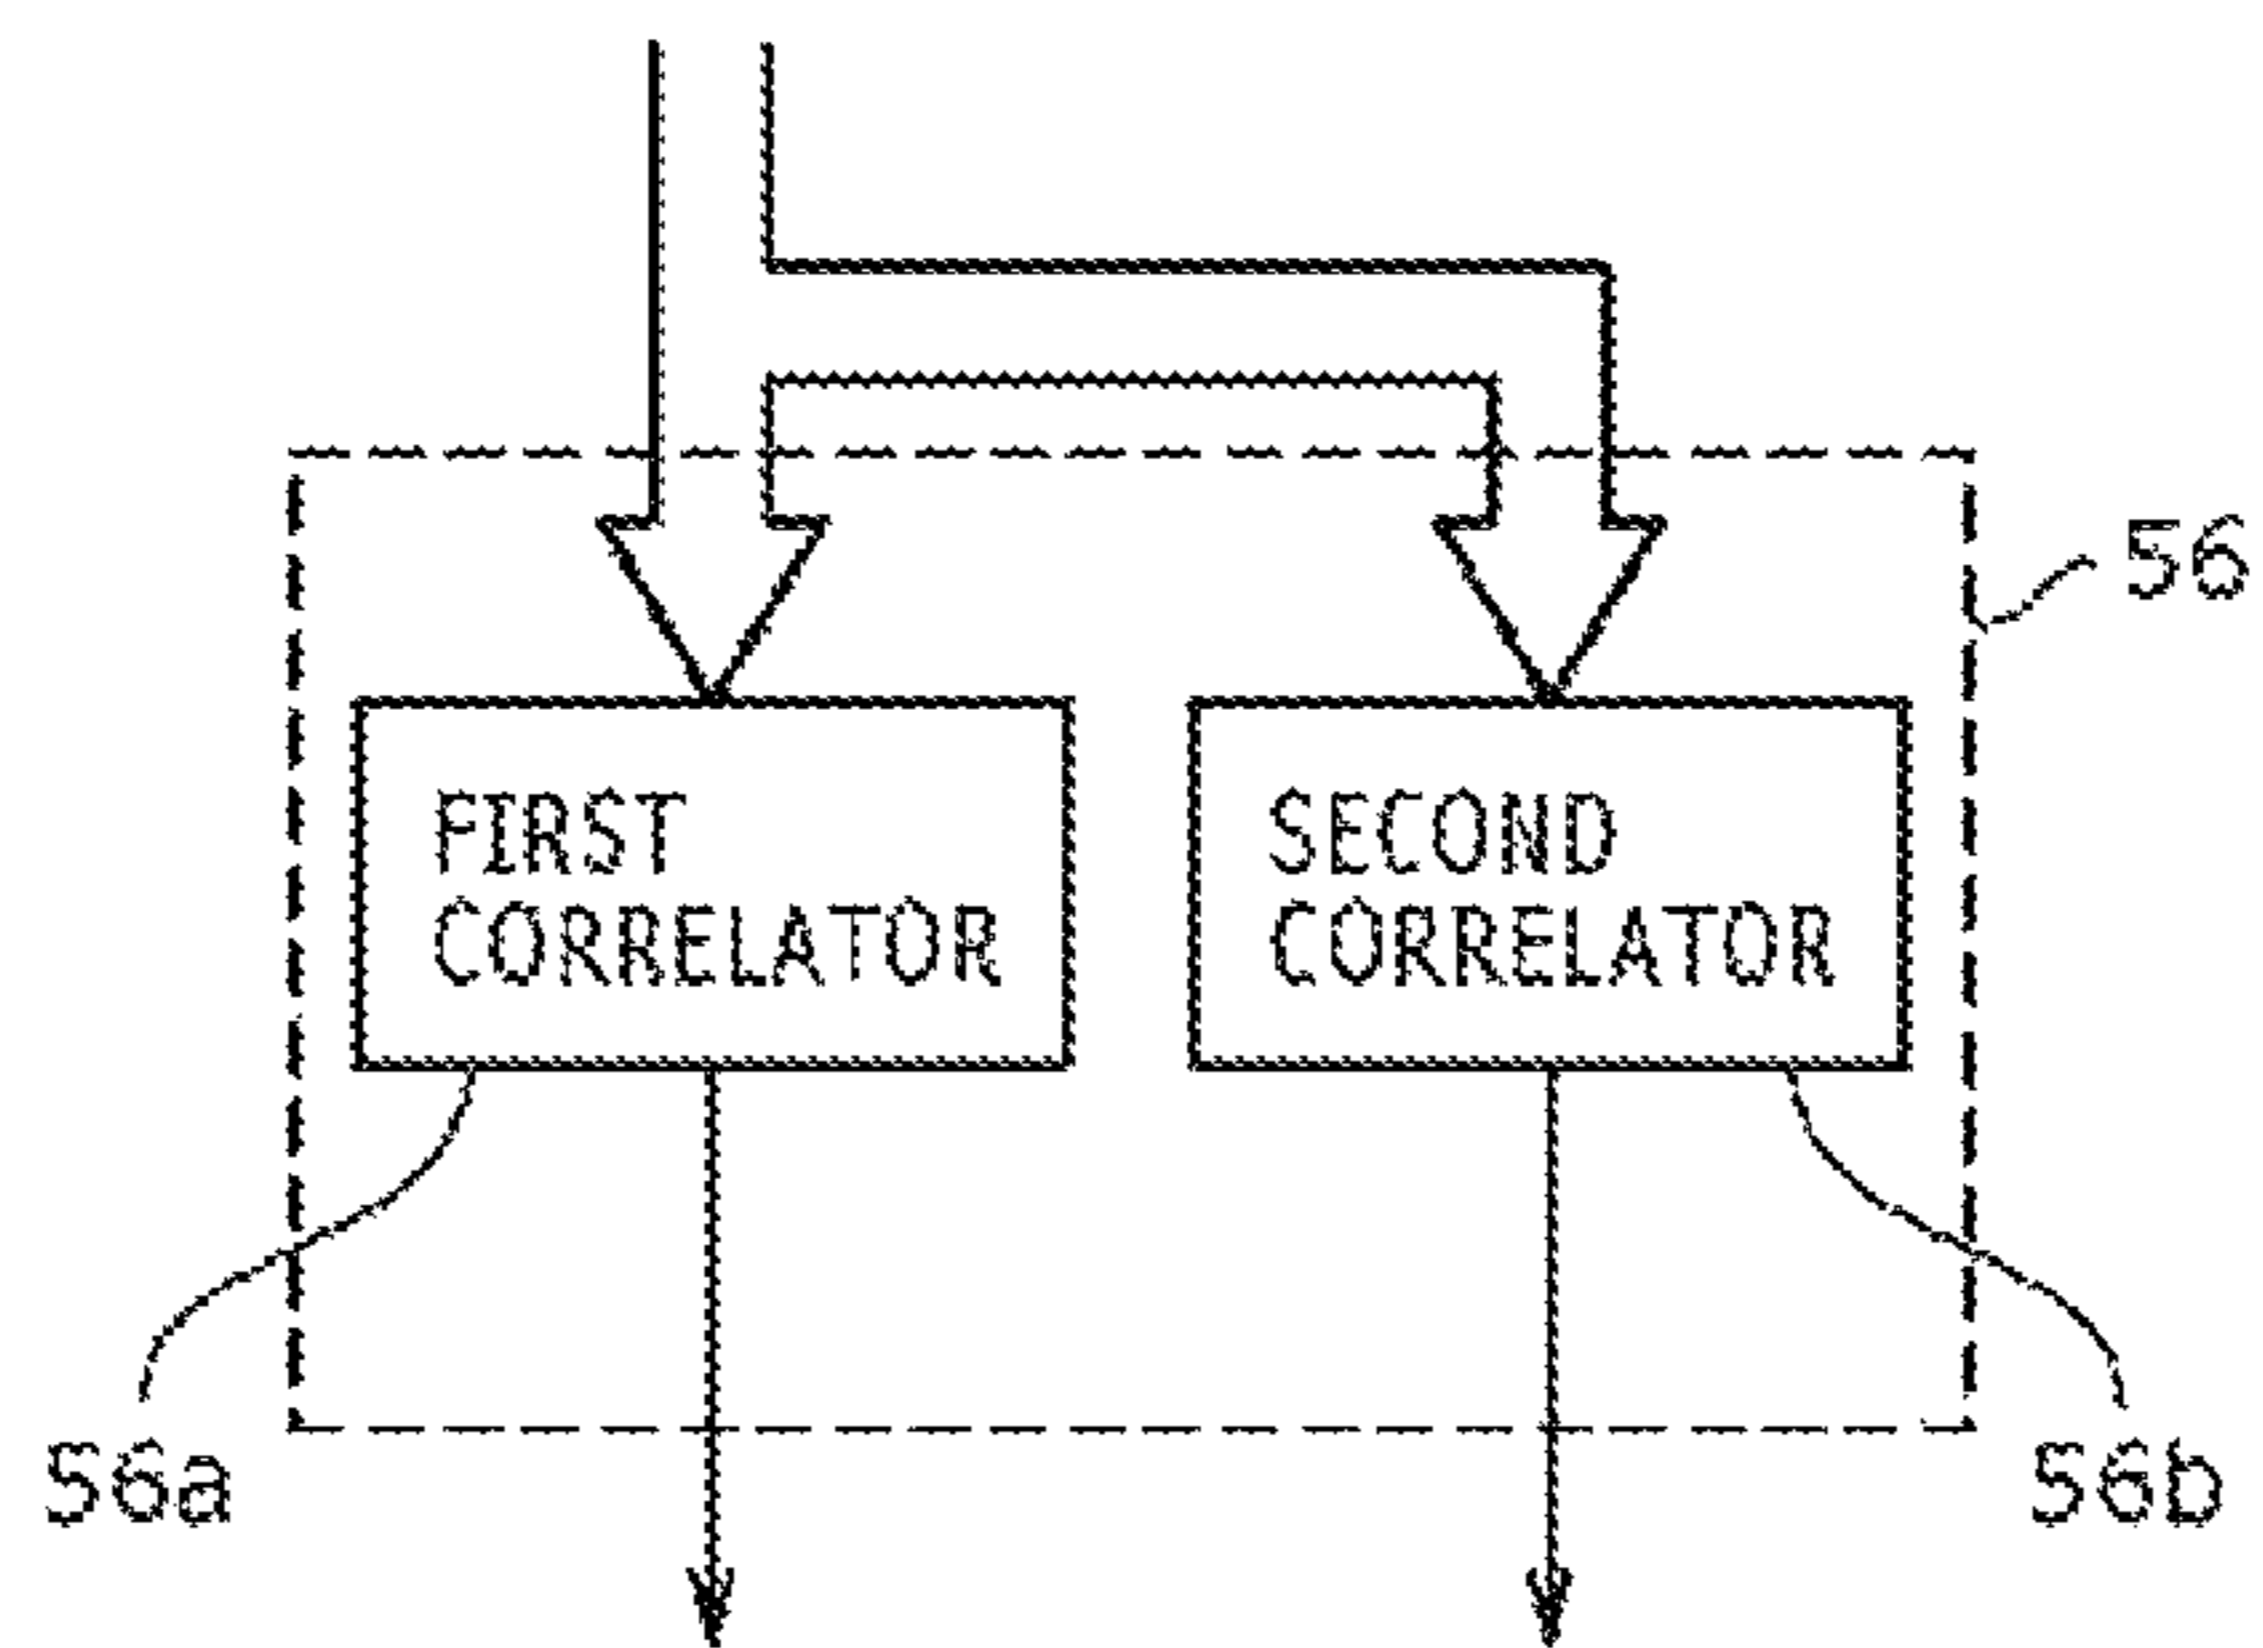 56
FIRST
CORRELATOR
SECOND
CORRELATOR
56a
56b